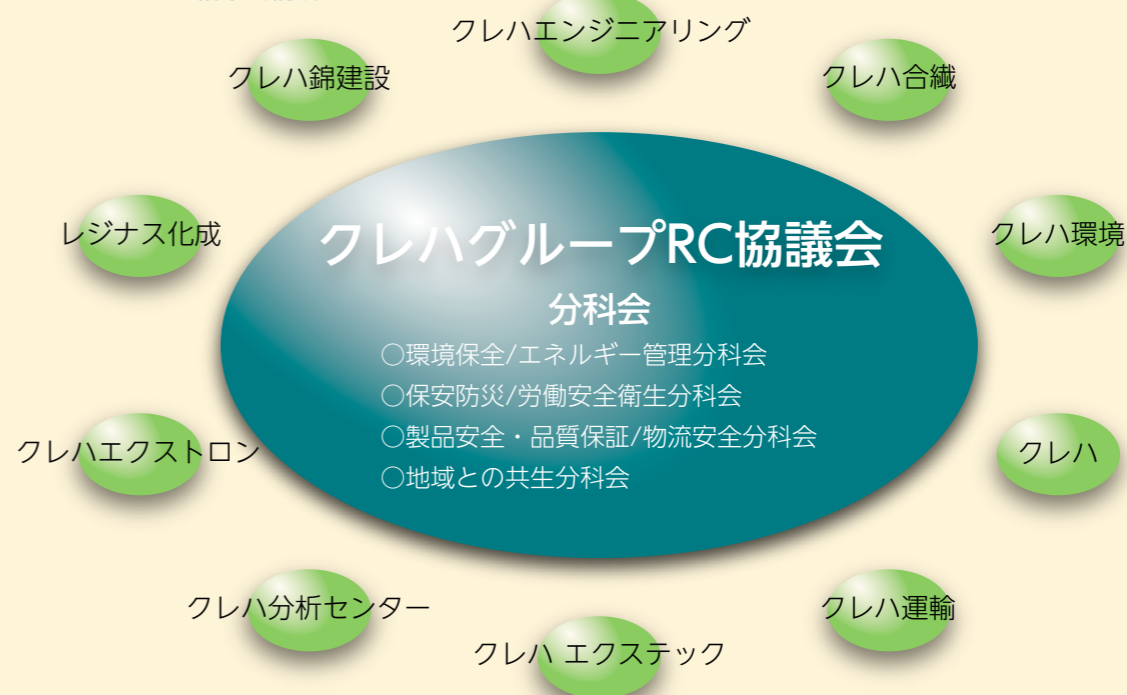 クレハエンジニアリング
クレハ錦建設
クレハ合繊
レジナス化成
クレハ環境
クレハグループRC協議会
分科会
○環境保全/エネルギー管理分科会
○保安防災/労働安全衛生分科会
○製品安全・品質保証/物流安全分科会
○地域との共生分科会
クレハエクストロン
クレハ
クレハ分析センター
クレハ運輸
クレハ エクステック